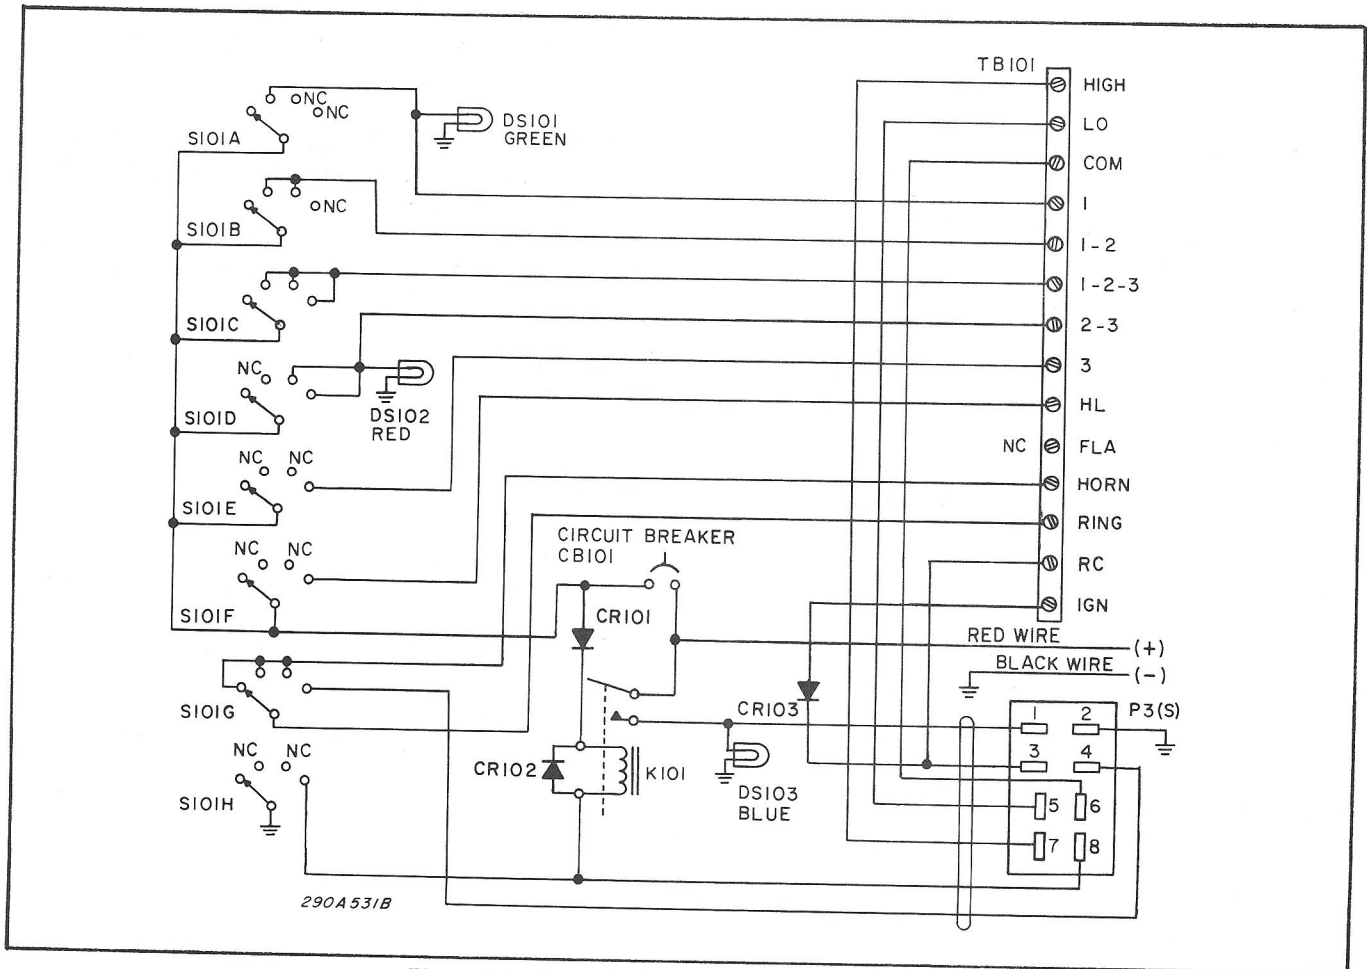 TB101
HIGH
NC
NC
DS101
GREEN
S101A
LO
COM
NC
1
S101B
1-2
1-2-3
S101C
2-3
NC
3
DS102
RED
S101D
HL
NC
FLA
NC NC
HORN
S101E
RING
CIRCUIT BREAKER
CB101
NC NC
RC
CR101
IGN
S101F
RED WIRE
(+)
BLACK WIRE
(-)
S101G
CR103
1 2
P3(S)
NC NC
3 4
CR102
K101
S101H
DS103
BLUE
5 6
7 8
290A531B